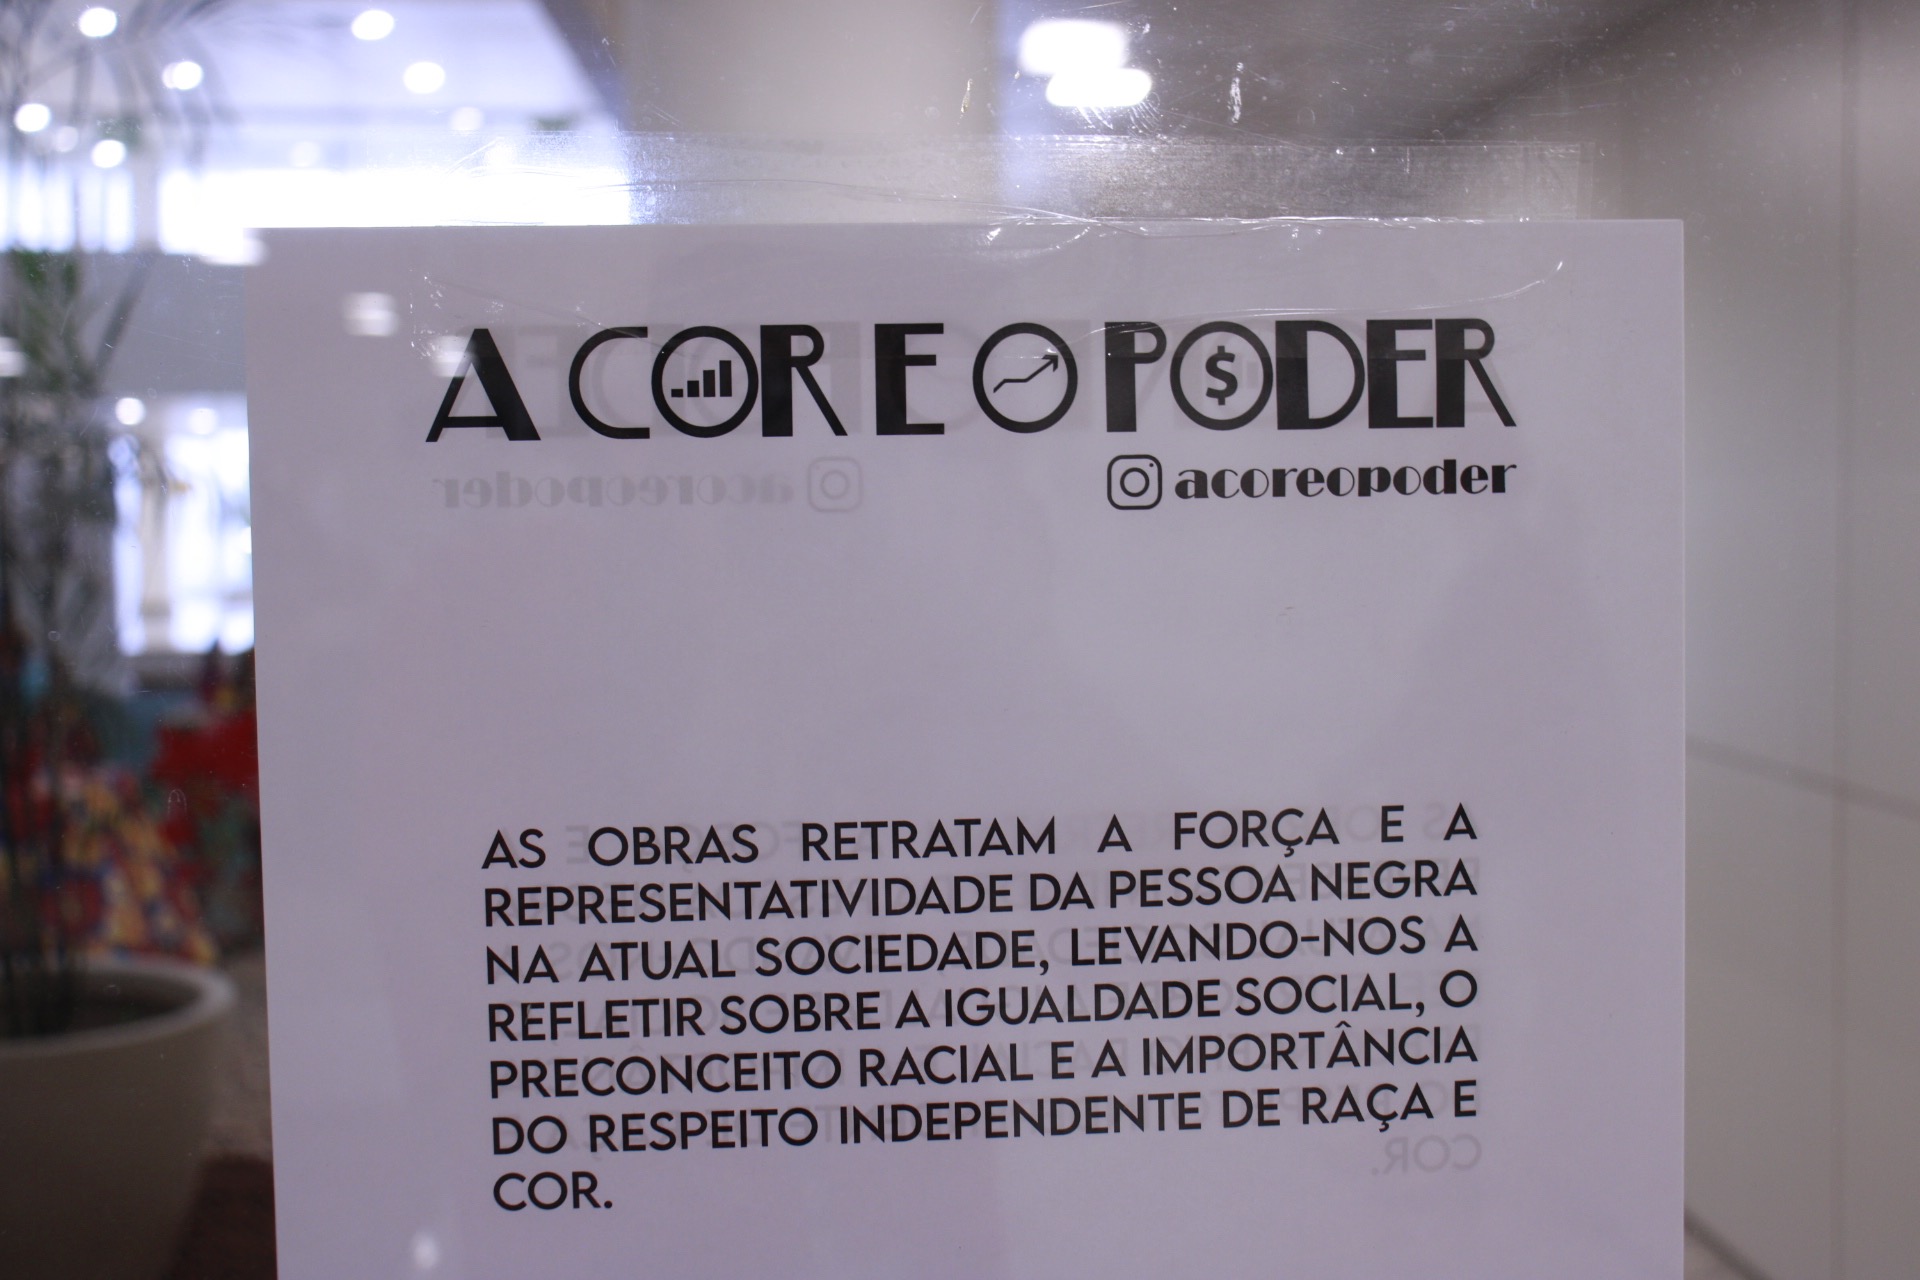 A COR E O PODER
acoreopoder
AS OBRAS RETRATAM A FORÇA E A
REPRESENTATIVIDADE DA PESSOA NEGRA
NA ATUAL SOCIEDADE, LEVANDO-NOS A
REFLETIR SOBRE A IGUALDADE SOCIAL, O
PRECONCEITO RACIAL E A IMPORTÂNCIA
DO RESPEITO INDEPENDENTE DE RAÇA E
COR.